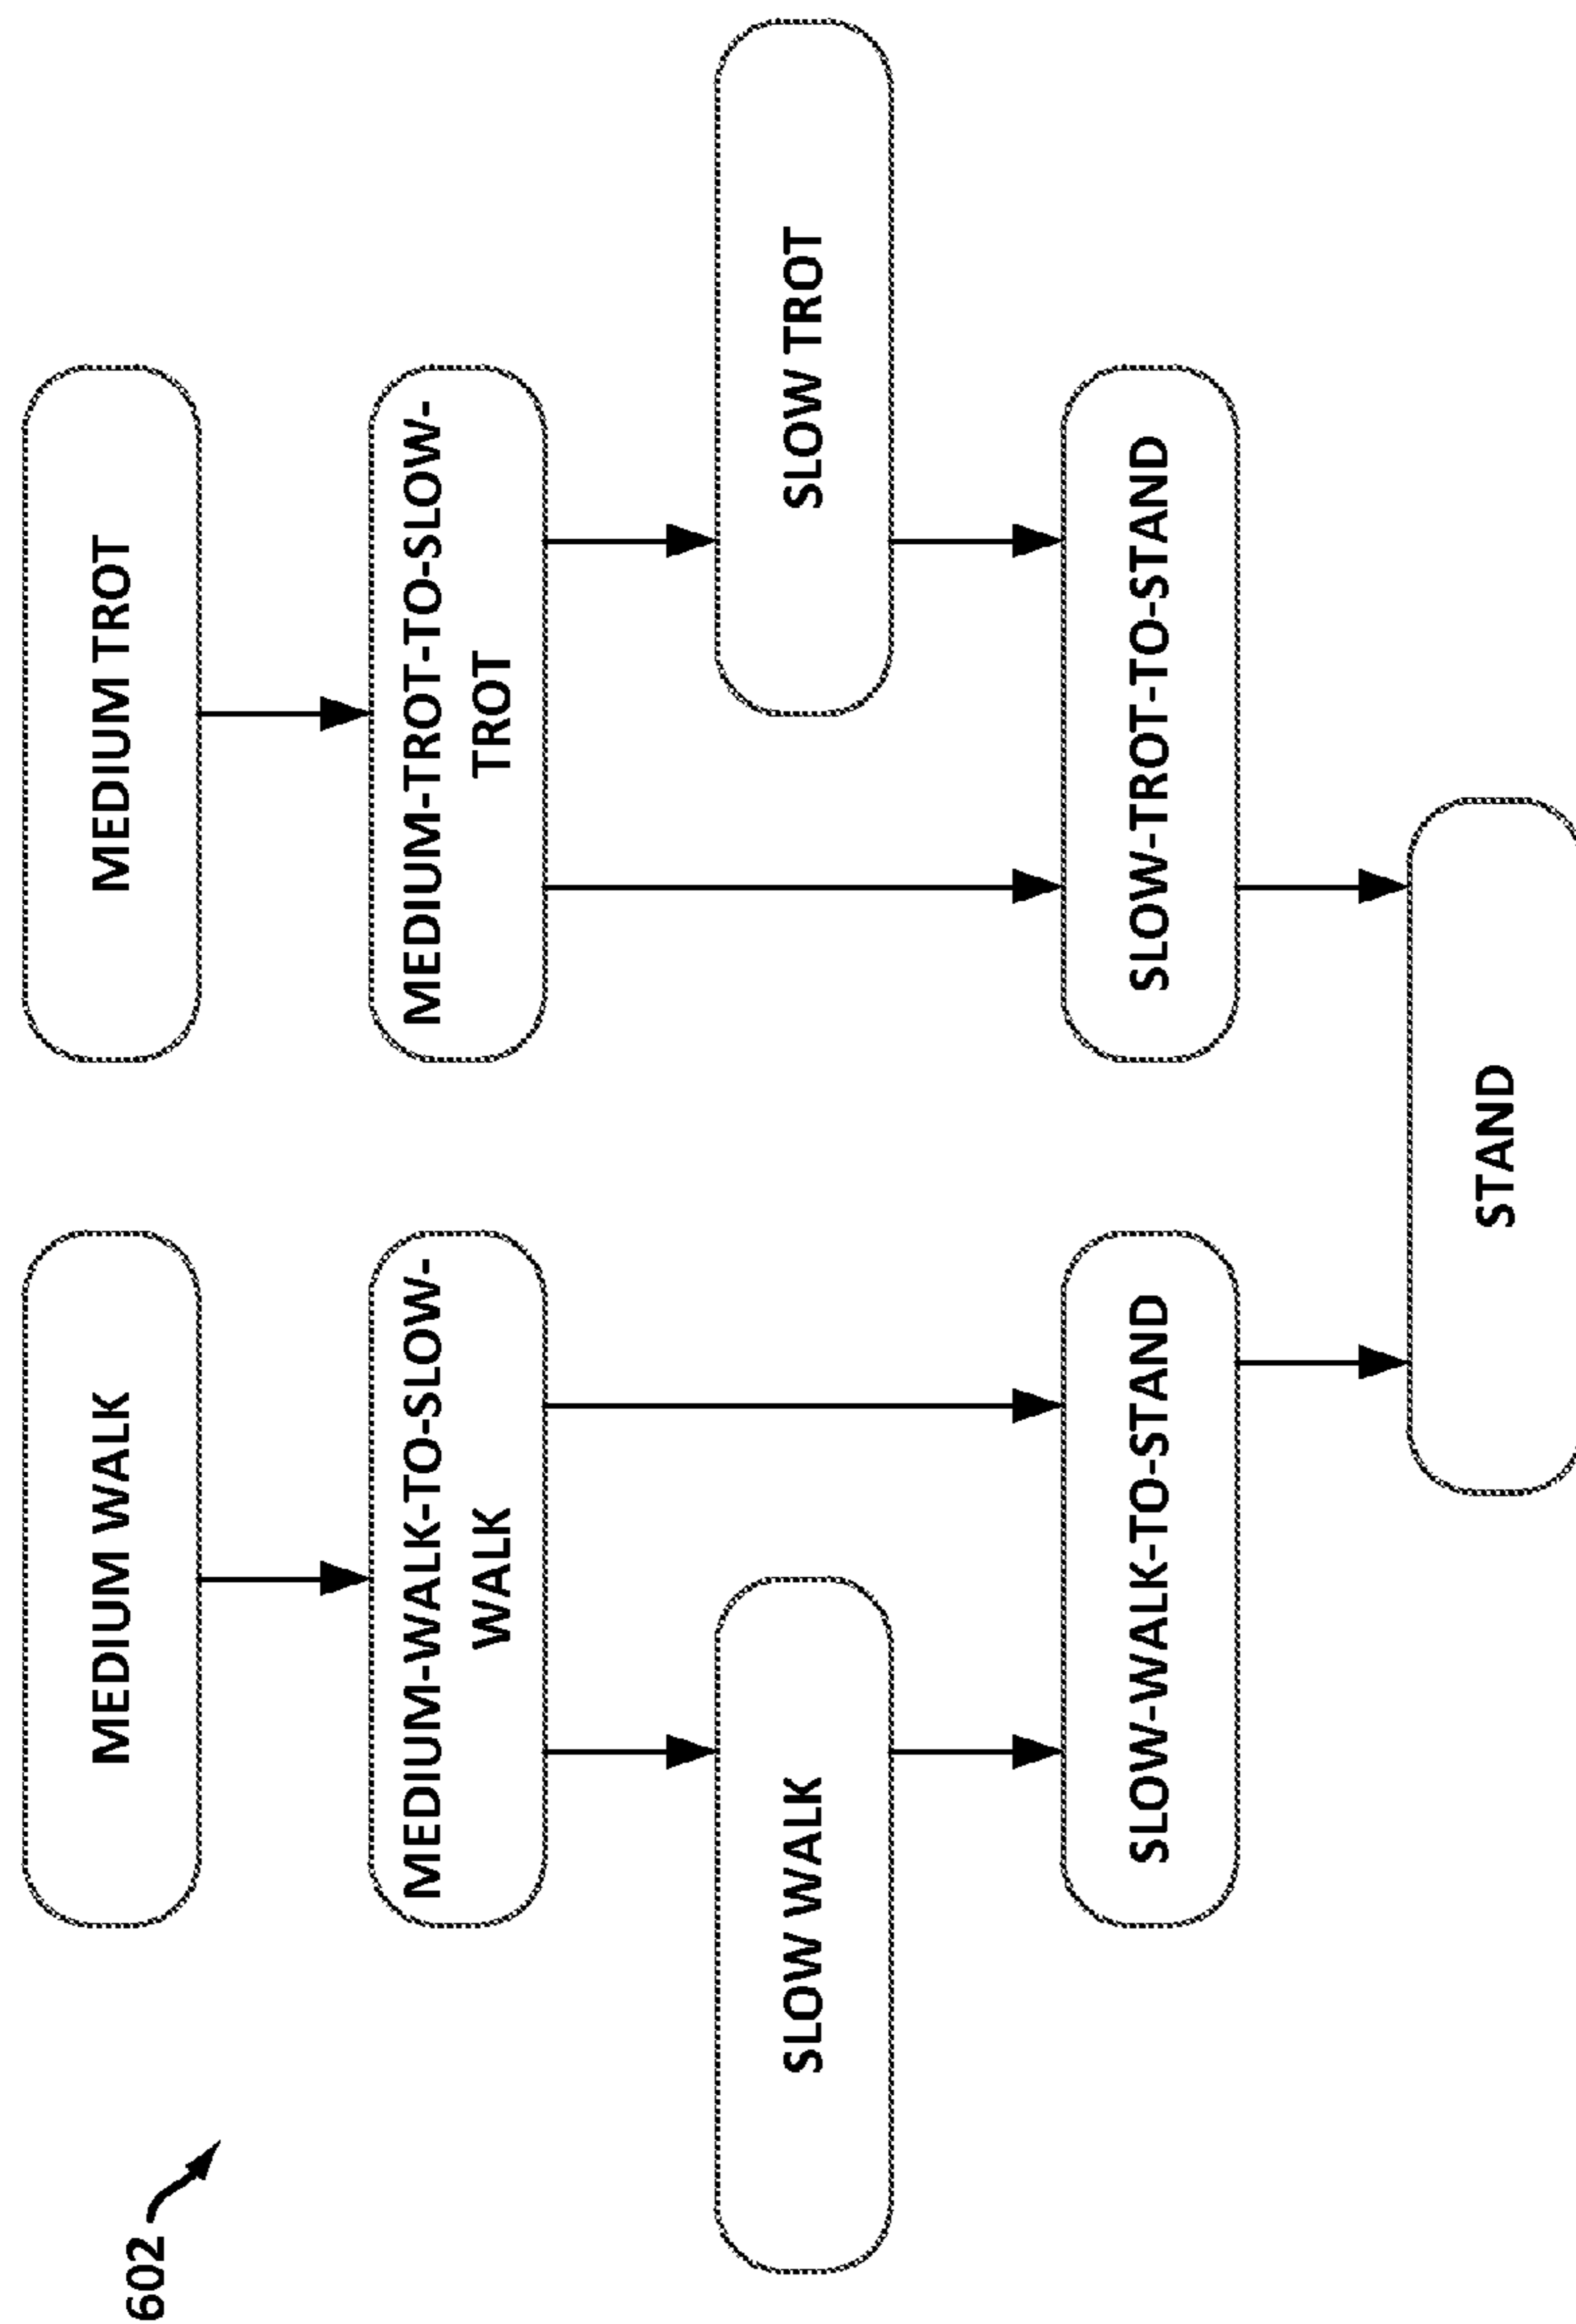 602
MEDIUM WALK
MEDIUM TROT
MEDIUM-WALK-TO-SLOW-
WALK
MEDIUM-TROT-TO-SLOW-
TROT
SLOW WALK
SLOW TROT
SLOW-WALK-TO-STAND
SLOW-TROT-TO-STAND
STAND